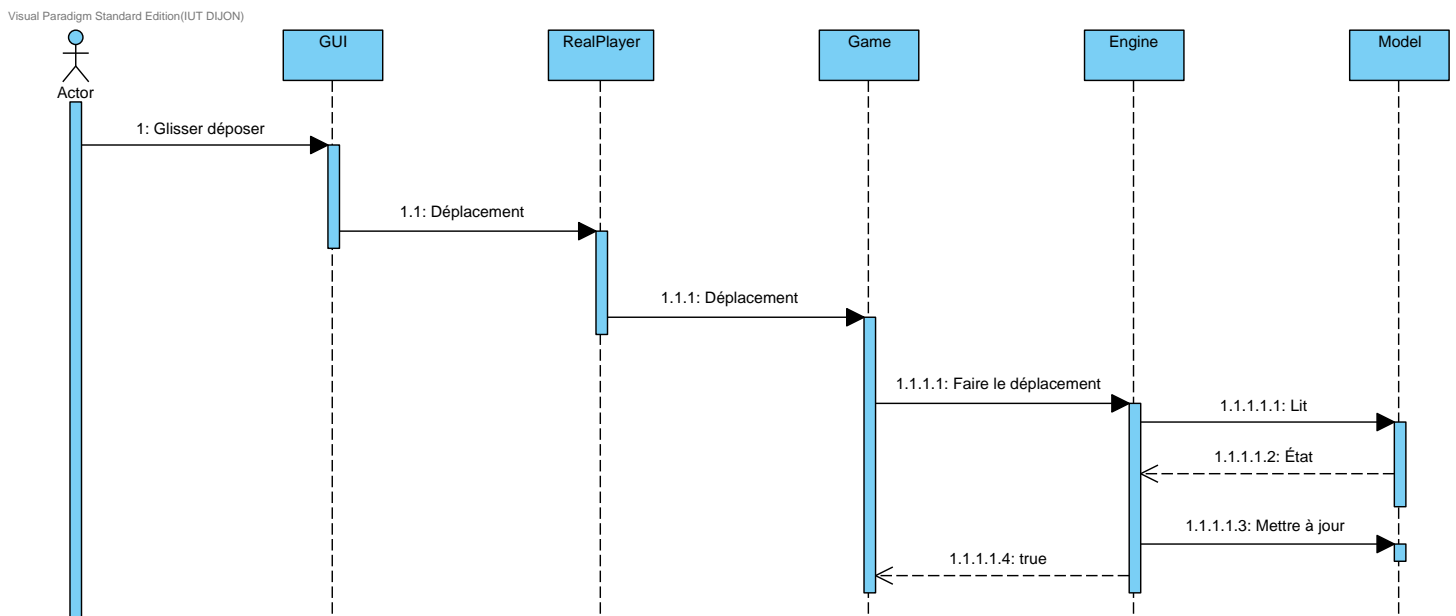 Visual Paradigm Standard Edition(IUT DIJON)
GUI
RealPlayer
Game
Engine
Model
Actor
1: Glisser déposer
1.1: Déplacement
1.1.1: Déplacement
1.1.1.1: Faire le déplacement
1.1.1.1.1: Lit
1.1.1.1.2: État
1.1.1.1.3: Mettre à jour
1.1.1.1.4: true